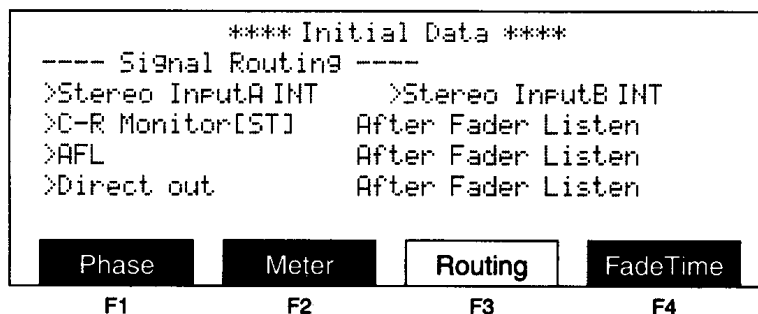 **** Initial Data ****
---- Signal Routing ----
>Stereo InputA INT >Stereo InputB INT
>C-R Monitor[ST] After Fader Listen
>AFL After Fader Listen
>Direct out After Fader Listen
Phase Meter Routing FadeTime
F1 F2 F3 F4